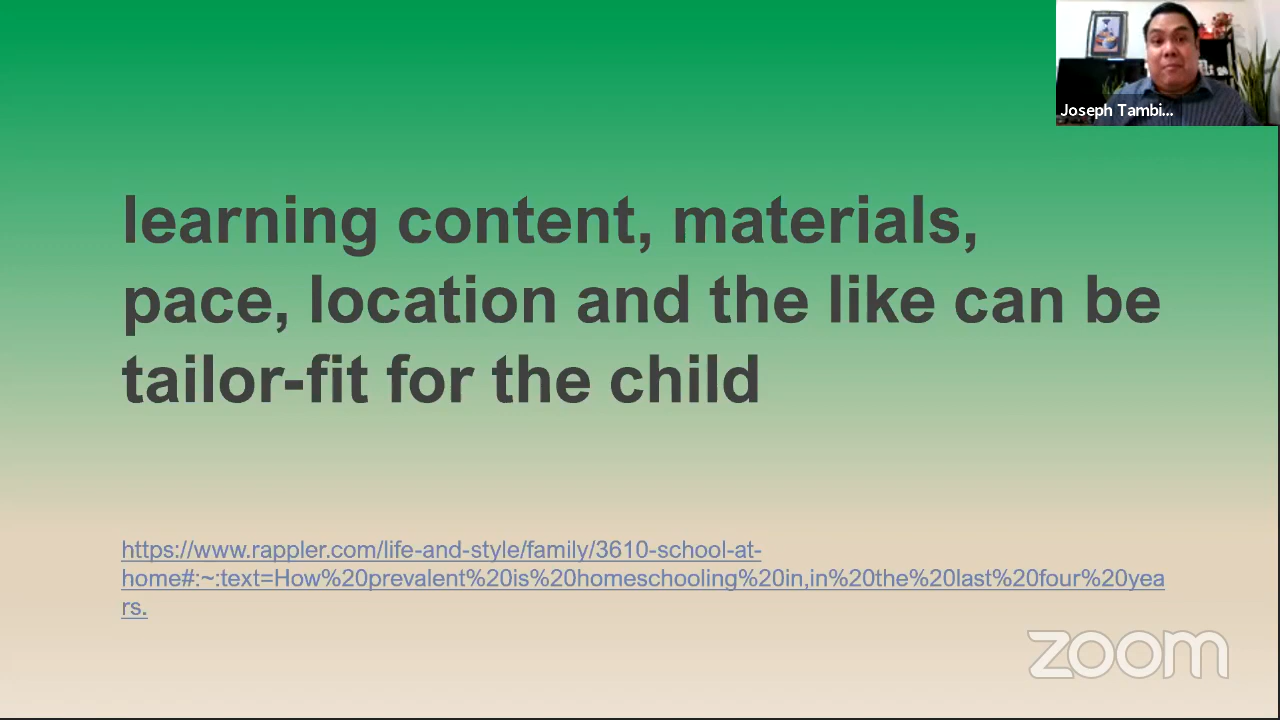 Joseph Tambi...
learning content, materials,
pace, location and the like can be
tailor-fit for the child
https://www.rappler.com/life-and-style/family/3610-school-at-
home#:~:text=How%20prevalent%20is%20homeschooling%20in,in%20the%20last%20four%20yea
rs.
zoom